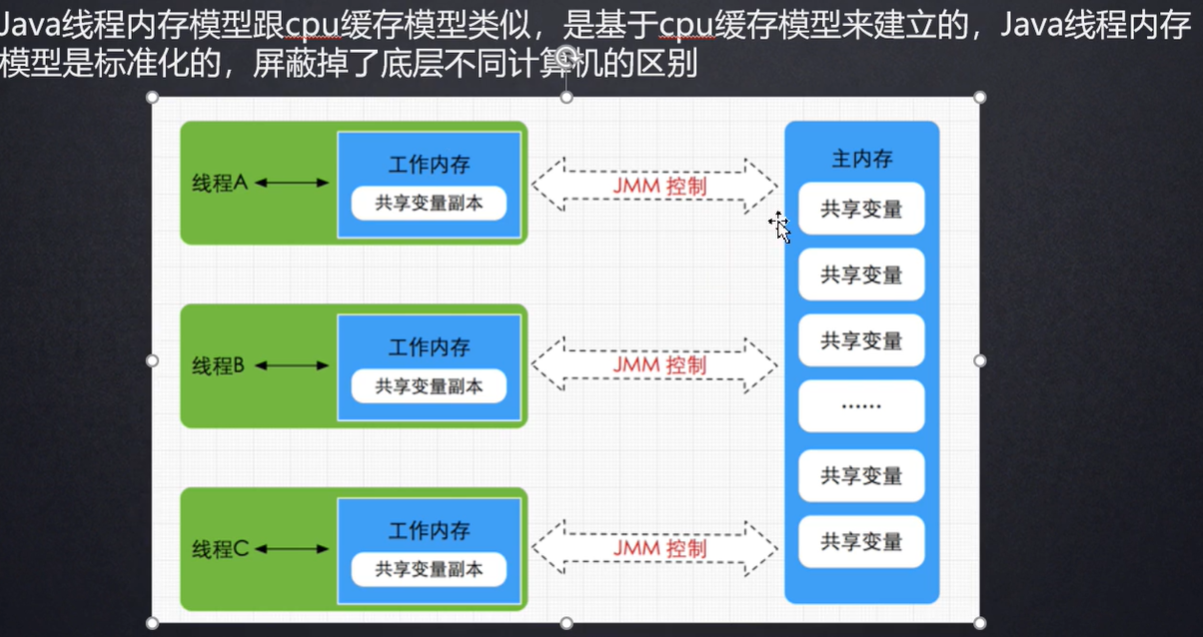 Java线程内存模型跟cpu缓存模型类似，是基于cpu缓存模型来建立的，Java线程内存
模型是标准化的，屏蔽掉了底层不同计算机的区别
线程A
工作内存
共享变量副本
JMM 控制
线程B
工作内存
共享变量副本
JMM 控制
线程C
工作内存
共享变量副本
JMM 控制
主内存
共享变量
共享变量
共享变量
······
共享变量
共享变量